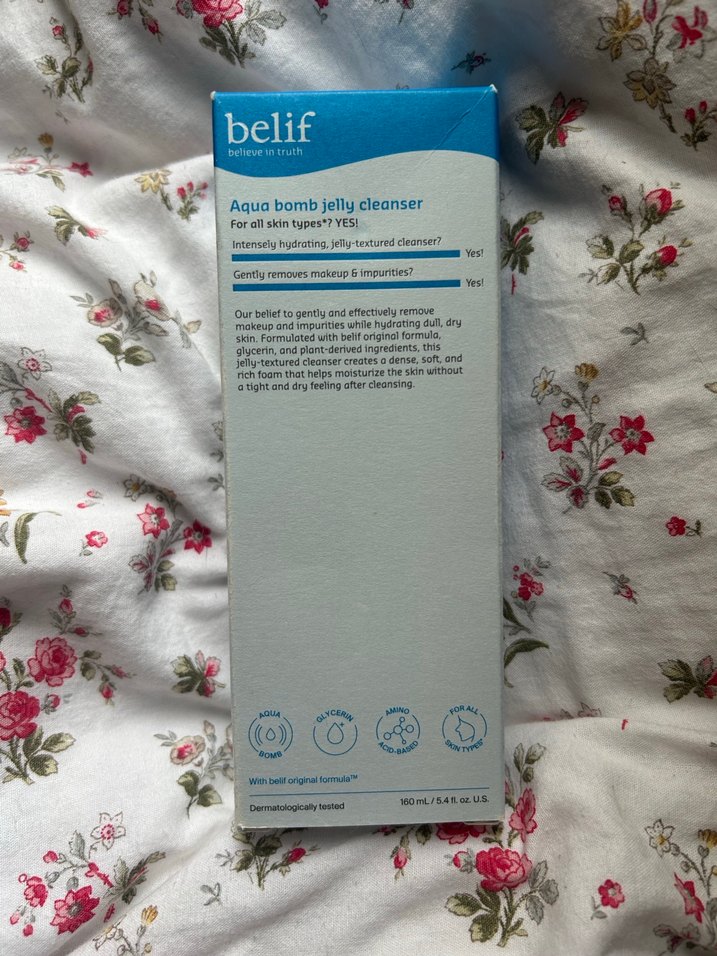 belif
believe in truth
Aqua bomb jelly cleanser
For all skin types*? YES!
Intensely hydrating, jelly-textured cleanser?
Yes!
Gently removes makeup & impurities?
Yes!
Our belief to gently and effectively remove
makeup and impurities while hydrating dull, dry
skin. Formulated with belif original formula,
glycerin, and plant-derived ingredients, this
jelly-textured cleanser creates a dense, soft, and
rich foam that helps moisturize the skin without
a tight and dry feeling after cleansing.
AQUA
BOMB
GLYCERIN
AMINO
ACID-BASED
FOR ALL
SKIN TYPES*
With belif original formula™
Dermatologically tested
160 mL / 5.4 fl. oz. U.S.